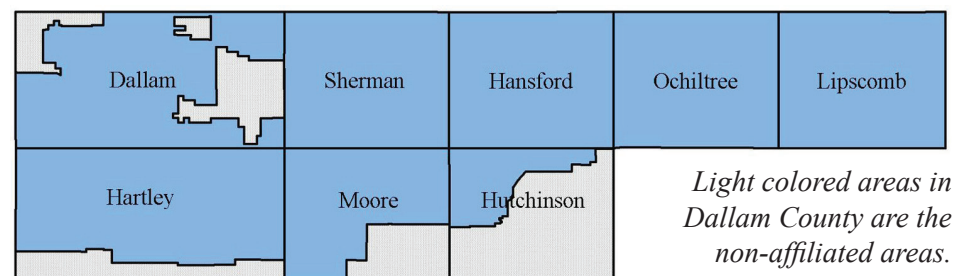 Dallam
Sherman
Hansford
Ochiltree
Lipscomb
Hartley
Moore
Hutchinson
Light colored areas in
Dallam County are the
non-affiliated areas.